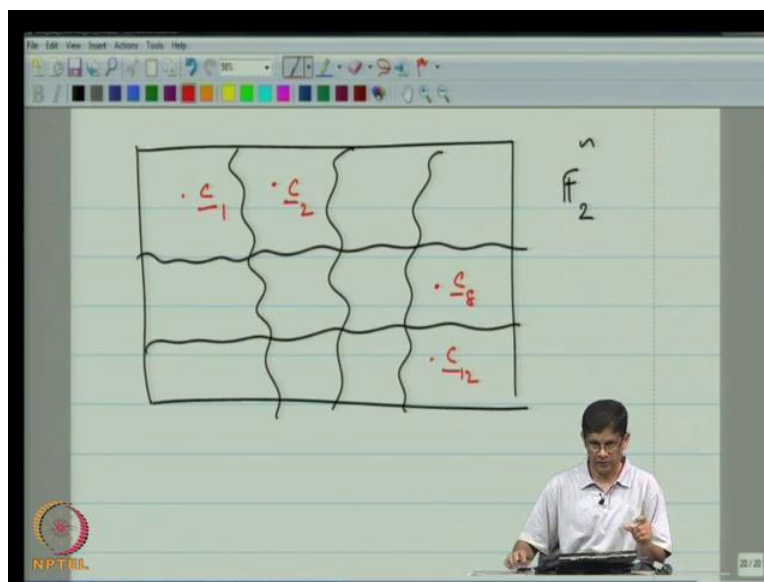 File Edit View Insert Actions Tools Help
B I
c1 c2 F2^n
c8
c12
NPTEL
20 / 20